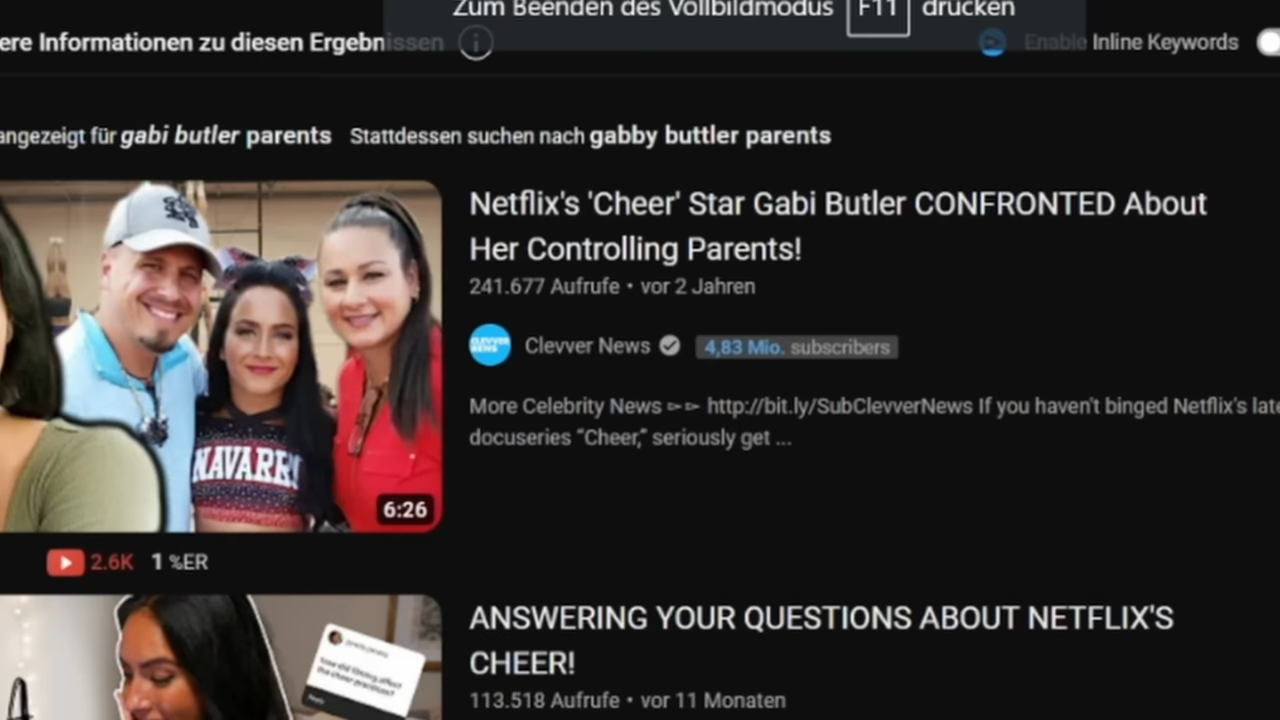 Zum Beenden des Vollbildmodus F11 drücken
ere Informationen zu diesen Ergebnissen
Enable Inline Keywords
angezeigt für gabi butler parents Stattdessen suchen nach gabby buttler parents
Netflix's 'Cheer' Star Gabi Butler CONFRONTED About
Her Controlling Parents!
241.677 Aufrufe • vor 2 Jahren
CLEVVER NEWS
Clevver News
4,83 Mio. subscribers
More Celebrity News ➳➳ http://bit.ly/SubClevverNews If you haven't binged Netflix's late
docuseries “Cheer,” seriously get ...
NAVARRO
6:26
2.6K 1 %ER
ANSWERING YOUR QUESTIONS ABOUT NETFLIX'S
CHEER!
113.518 Aufrufe • vor 11 Monaten